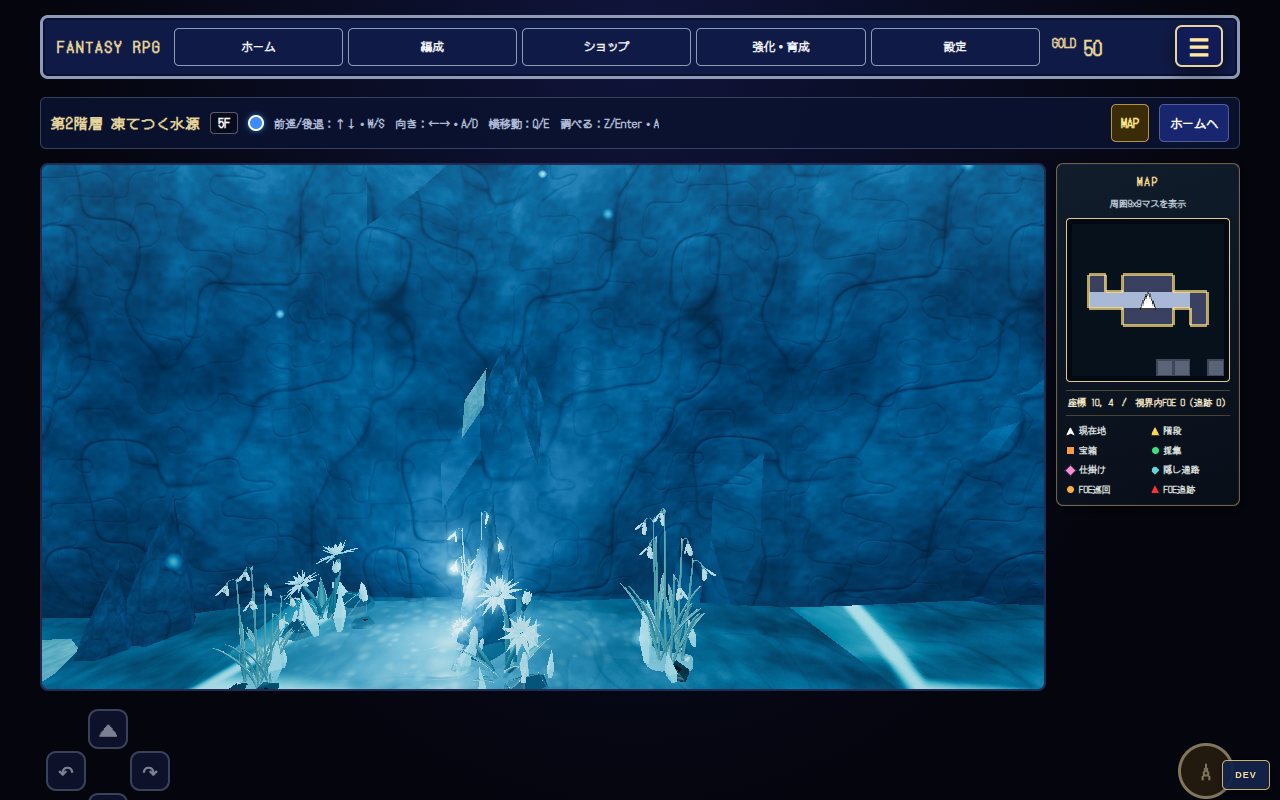 FANTASY RPG
ホーム
編成
ショップ
強化・育成
設定
GOLD 50
第2階層 凍てつく水源
5F
前進/後退：↑↓・W/S 向き：←→・A/D 横移動：Q/E 調べる：Z/Enter・A
MAP
ホームへ
MAP
周囲9x9マスを表示
座標 10, 4 / 視界内FOE 0（追跡 0）
現在地
階段
宝箱
採集
仕掛け
隠し通路
FOE巡回
FOE追跡
A
DEV